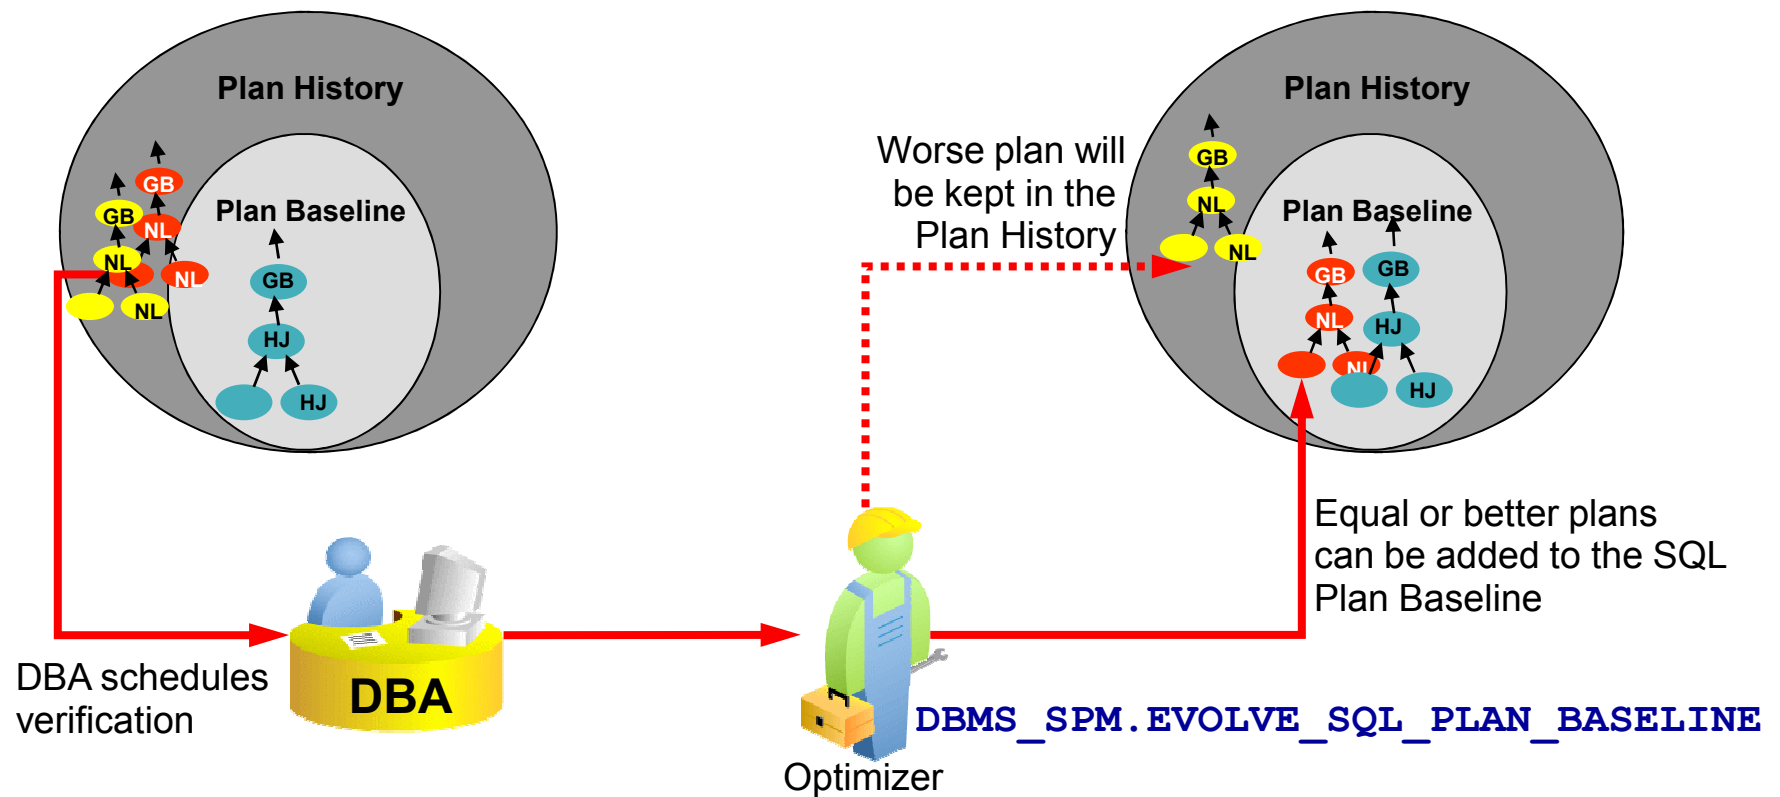 Plan History
GB
GB
NL
Plan Baseline
NL
NL
NL
GB
HJ
HJ
DBA schedules
verification
DBA
Optimizer
DBMS_SPM.EVOLVE_SQL_PLAN_BASELINE
Worse plan will
be kept in the
Plan History
Plan History
GB
NL
NL
Plan Baseline
GB
GB
NL
HJ
NL
HJ
Equal or better plans
can be added to the SQL
Plan Baseline